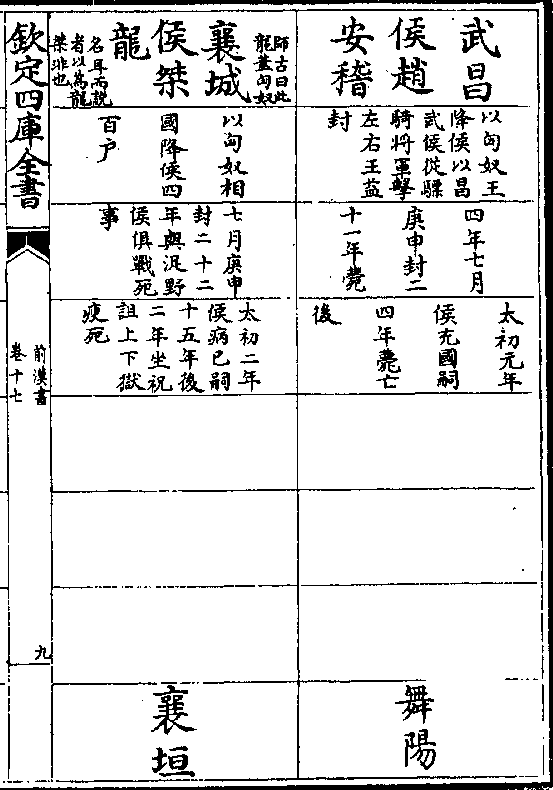 武昌
侯趙
安稽
以匈奴王
降侯以昌
武侯從驃
騎將軍擊
左右王益
封
四年七月
庚申封二
十一年薨
太初元年
侯充國嗣
四年薨亡
後
舞陽
襄城
侯桀
龍
師古曰此
龍蓋匈奴
名耳而說
者以為龍
桀非也
以匈奴相
國降侯四
百户
七月庚申
封二十二
年與浞野
侯俱戰死
事
太初二年
侯病已嗣
十五年後
二年坐祝
詛上下獄
瘐死
襄垣
欽定四庫全書
前漢書
卷十七
九